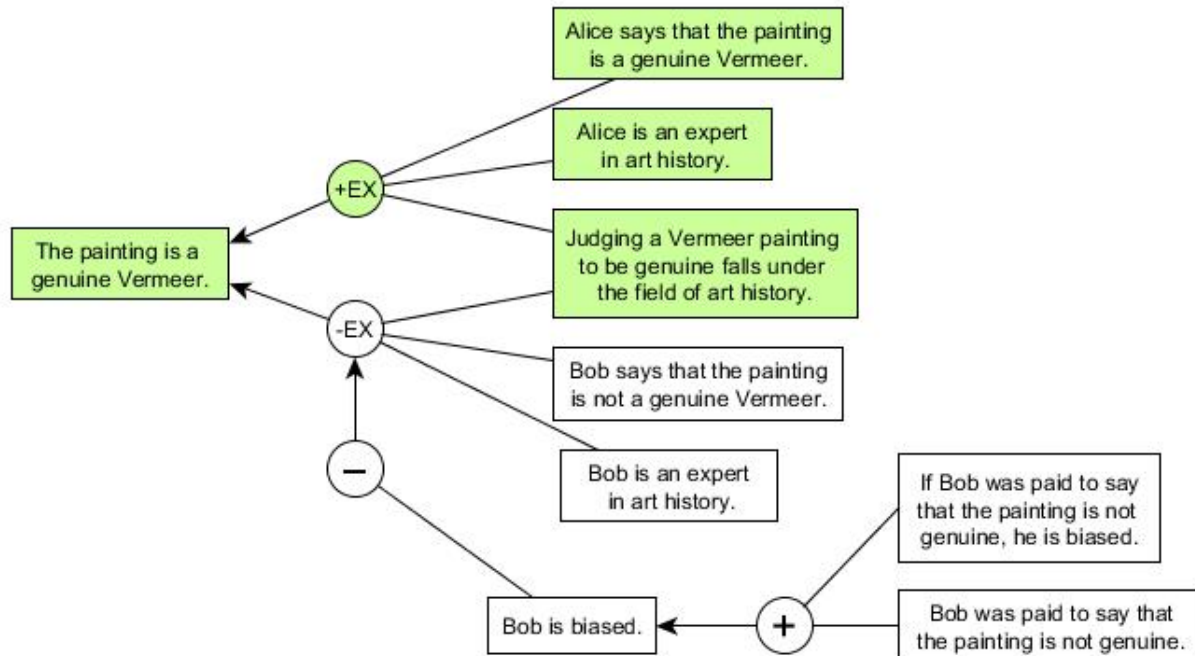 Alice says that the painting
is a genuine Vermeer.
Alice is an expert
in art history.
+EX
Judging a Vermeer painting
to be genuine falls under
the field of art history.
The painting is a
genuine Vermeer.
-EX
Bob says that the painting
is not a genuine Vermeer.
Bob is an expert
in art history.
−
If Bob was paid to say
that the painting is not
genuine, he is biased.
Bob is biased.
+
Bob was paid to say that
the painting is not genuine.